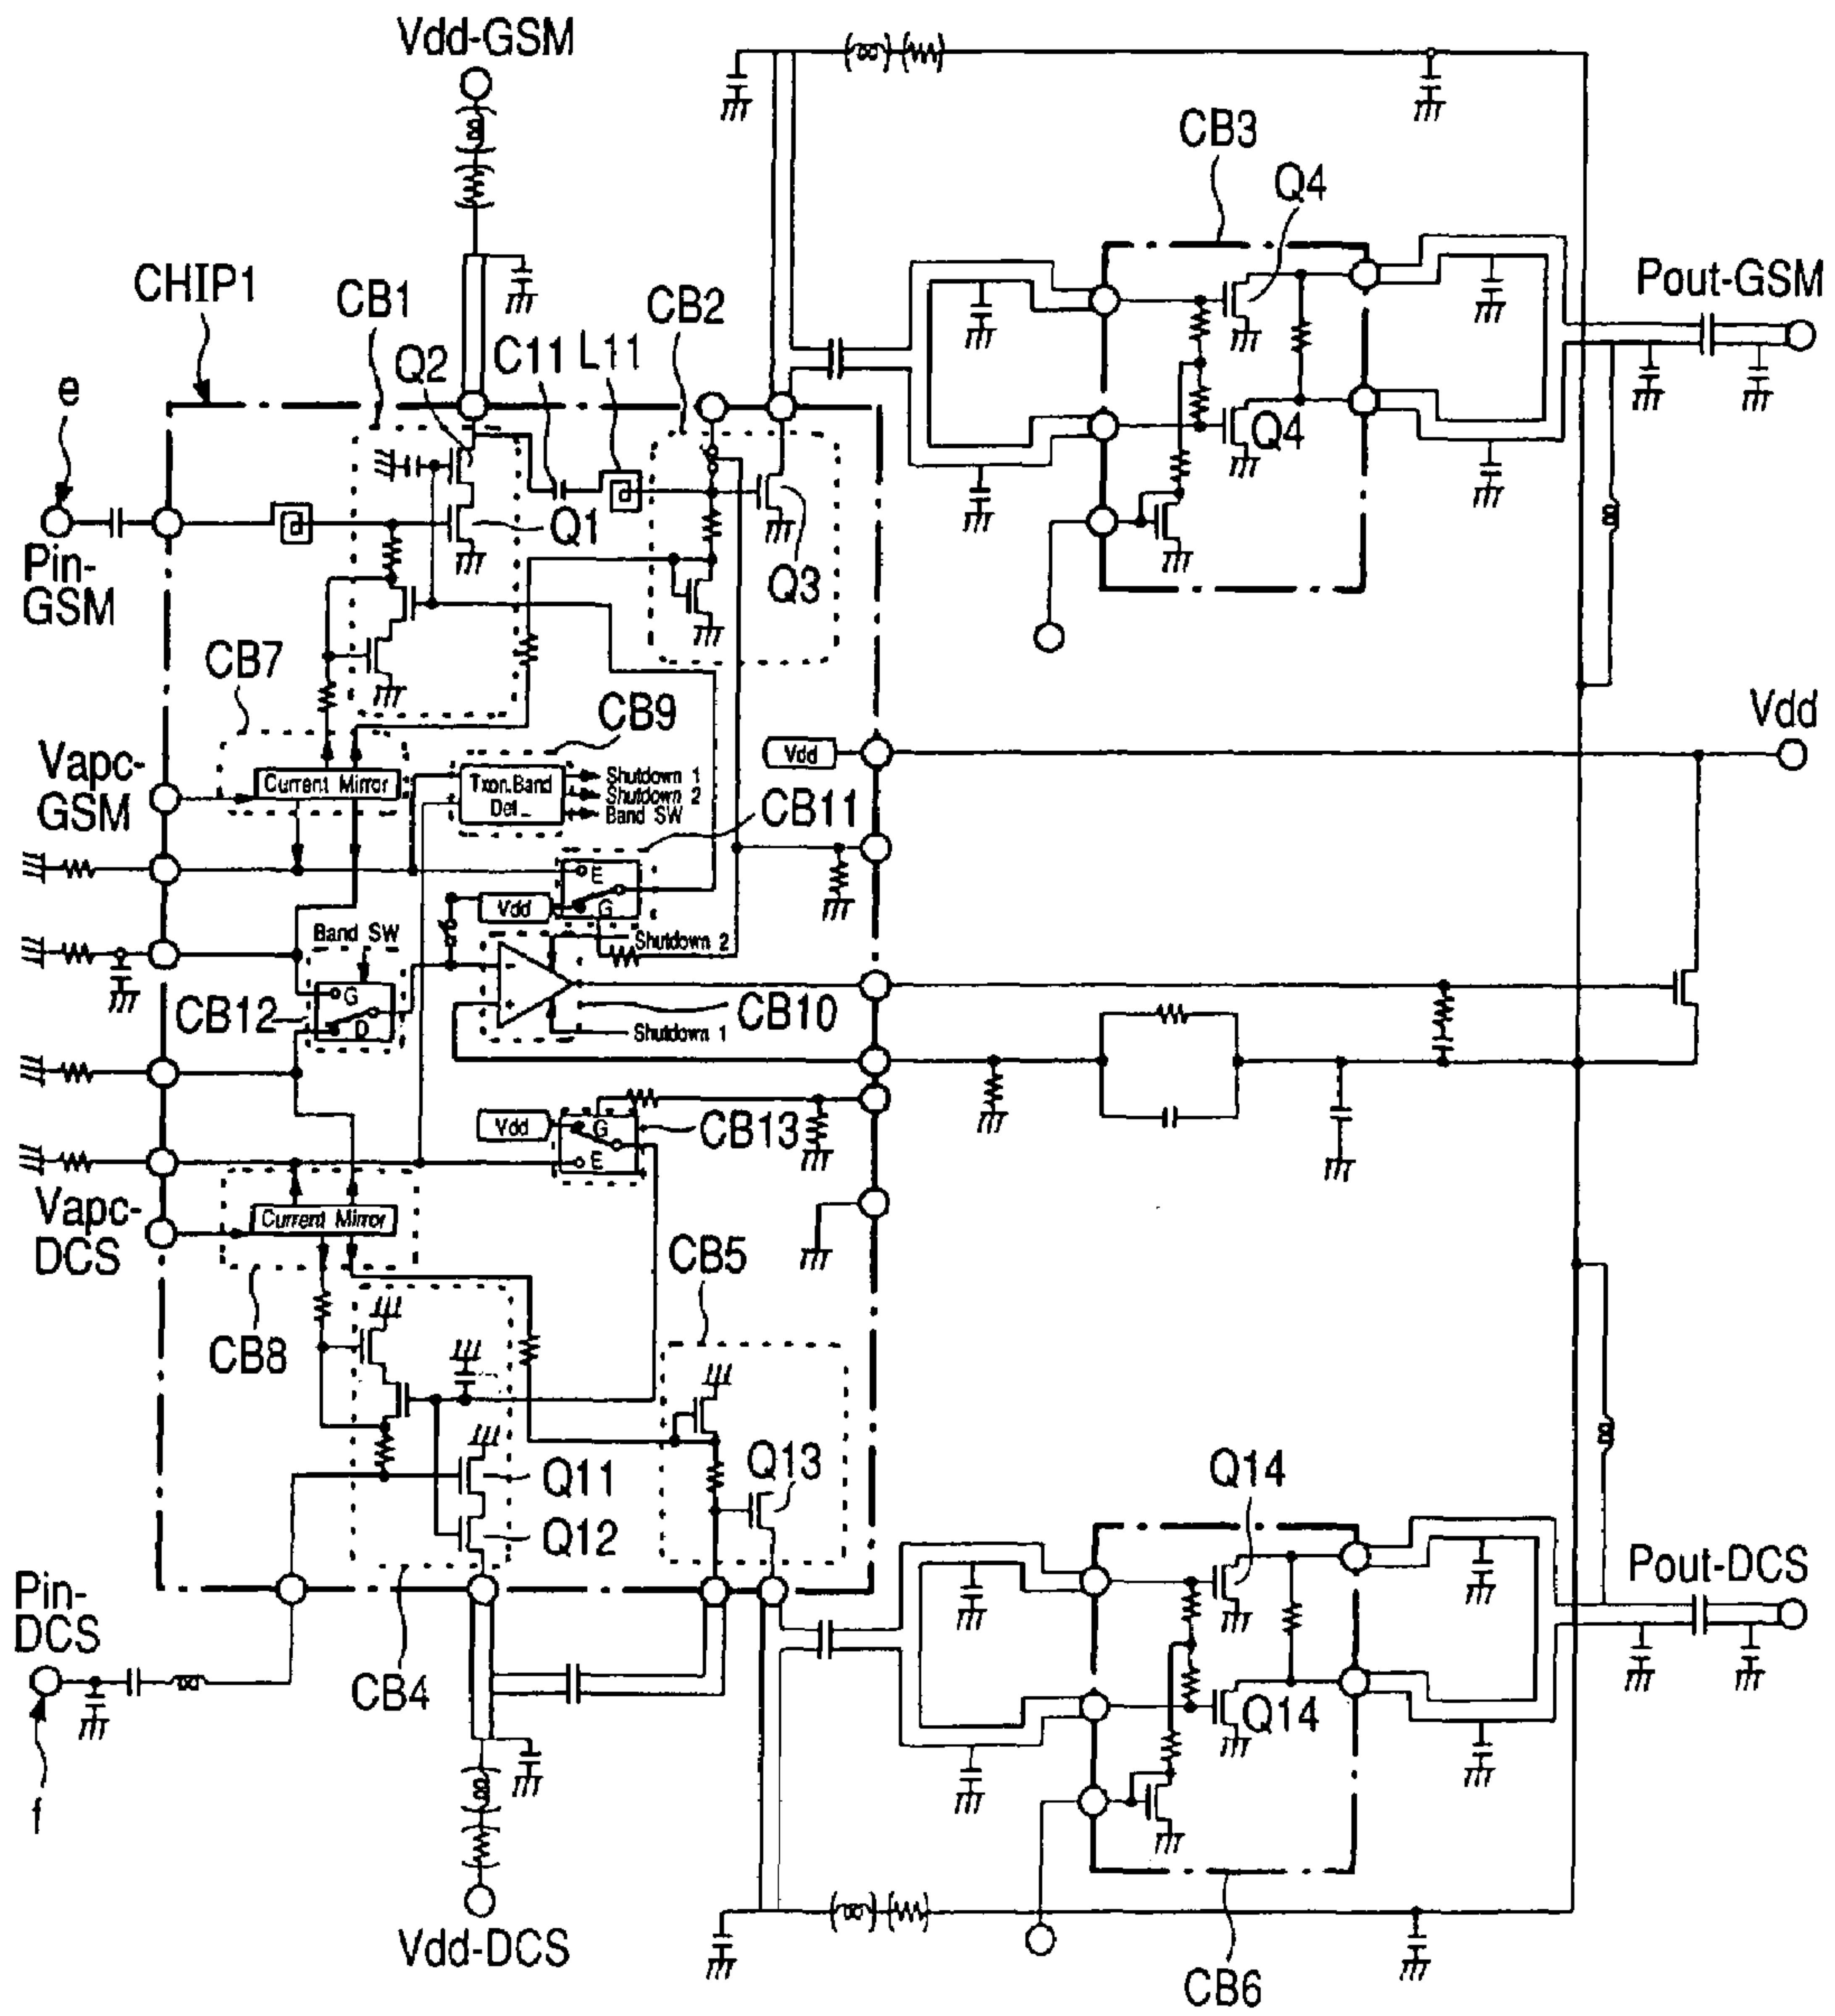 Vdd-GSM
CB3
Q4
CHIP1
CB1
CB2
Pout-GSM
Q2
C11
L11
e
Q4
Q1
Pin-
GSM
Q3
CB7
CB9
Vdd
Vapc-
GSM
Current Mirror
Txon.Band
Det_
Shutdown 1
Shutdown 2
Band SW
Vdd
CB11
E
Vdd
G
Band SW
Shutdown 2
G
CB12
D
-
+
CB10
Shutdown 1
Vdd
G
CB13
E
Vapc-
DCS
Current Mirror
CB5
CB8
Q13
Q14
Q11
Q12
Pin-
DCS
Pout-DCS
CB4
Q14
f
Vdd-DCS
CB6